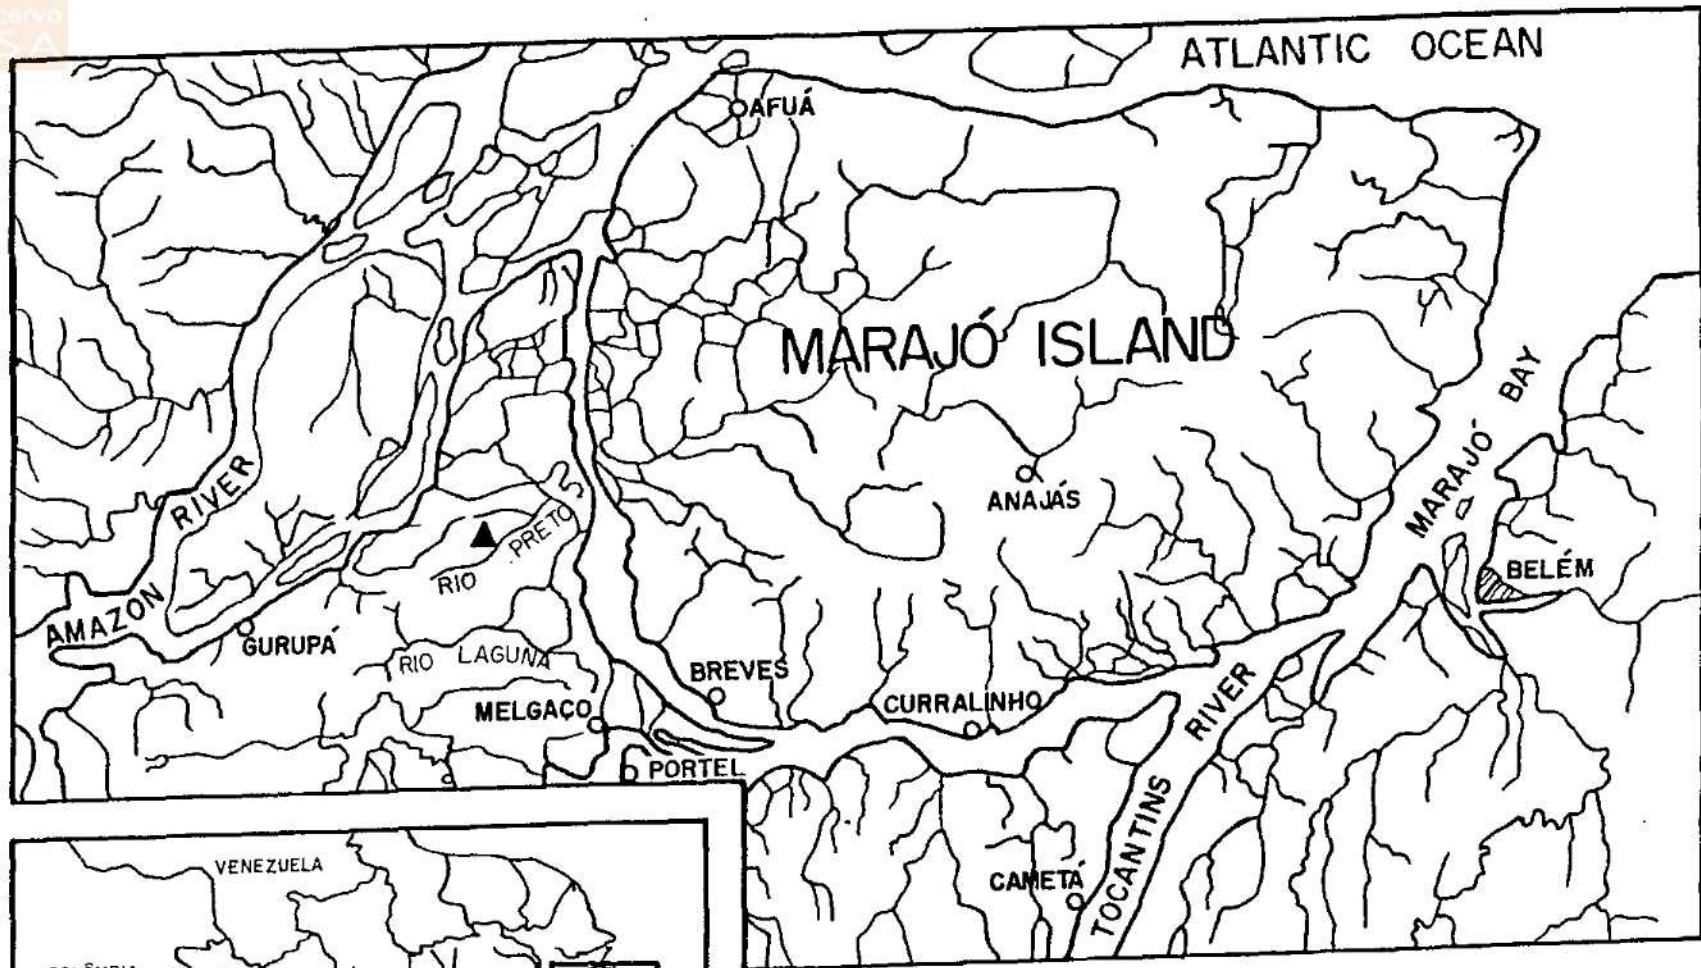 ATLANTIC OCEAN
AFUÁ
MARAJÓ ISLAND
MARAJÓ BAY
ANAJÁS
AMAZON RIVER
RIO PRETO
BELÉM
GURUPÁ
RIO LAGUNA
BREVES
MELGAÇO
CURRALINHO
PORTEL
TOCANTINS RIVER
CAMETÁ
VENEZUELA